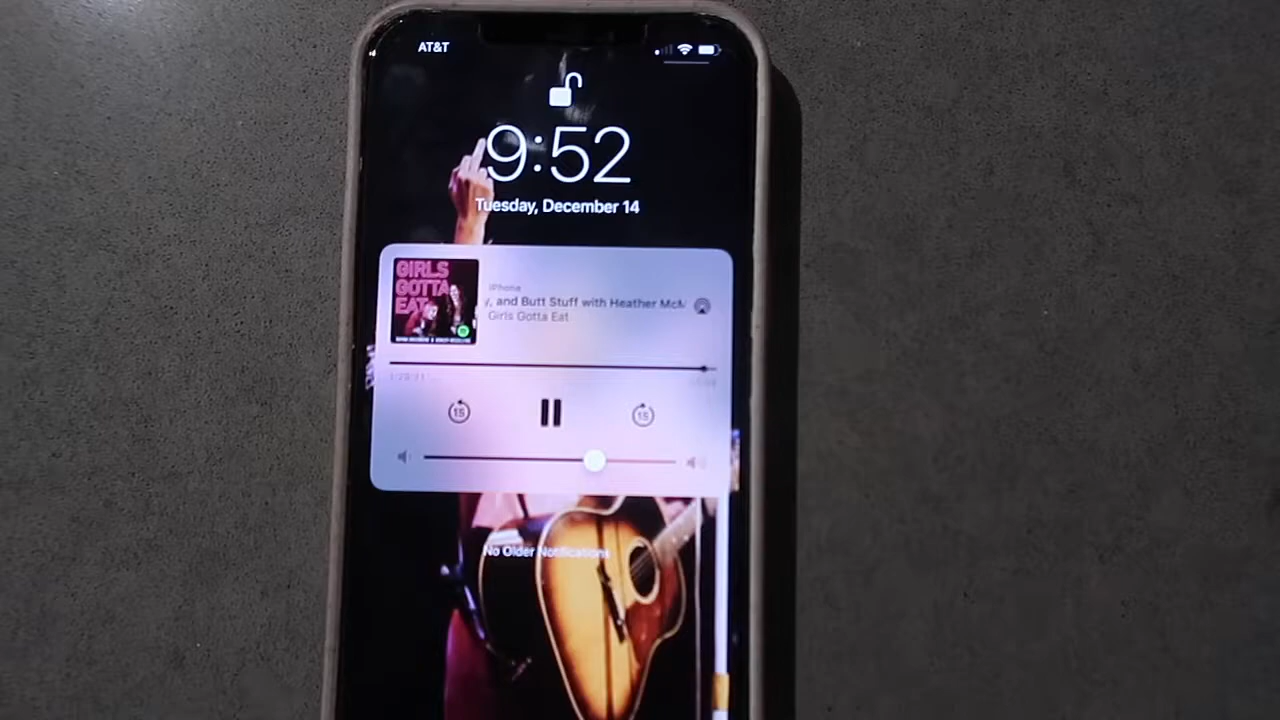 AT&T
9:52
Tuesday, December 14
GIRLS
GOTTA
EAT
iPhone
, and Butt Stuff with Heather McM
Girls Gotta Eat
15
15
No Older Notifications